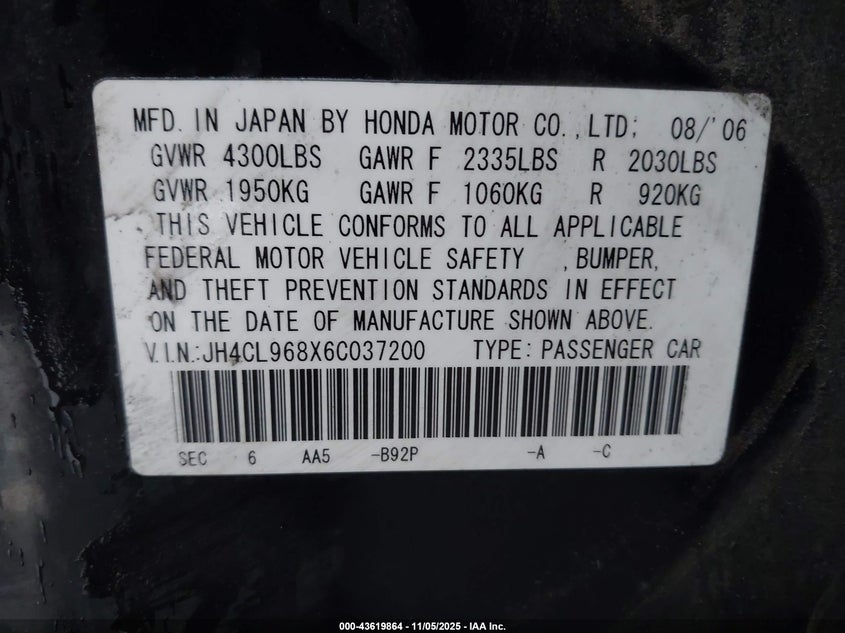 MFD. IN JAPAN BY HONDA MOTOR CO.,LTD; 08/'06
GVWR 4300LBS GAWR F 2335LBS R 2030LBS
GVWR 1950KG GAWR F 1060KG R 920KG
THIS VEHICLE CONFORMS TO ALL APPLICABLE
FEDERAL MOTOR VEHICLE SAFETY ,BUMPER,
AND THEFT PREVENTION STANDARDS IN EFFECT
ON THE DATE OF MANUFACTURE SHOWN ABOVE.
V.I.N.:JH4CL968X6C037200 TYPE: PASSENGER CAR
SEC 6 AA5 -B92P -A -C
000-43619864 - 11/05/2025 - IAA Inc.